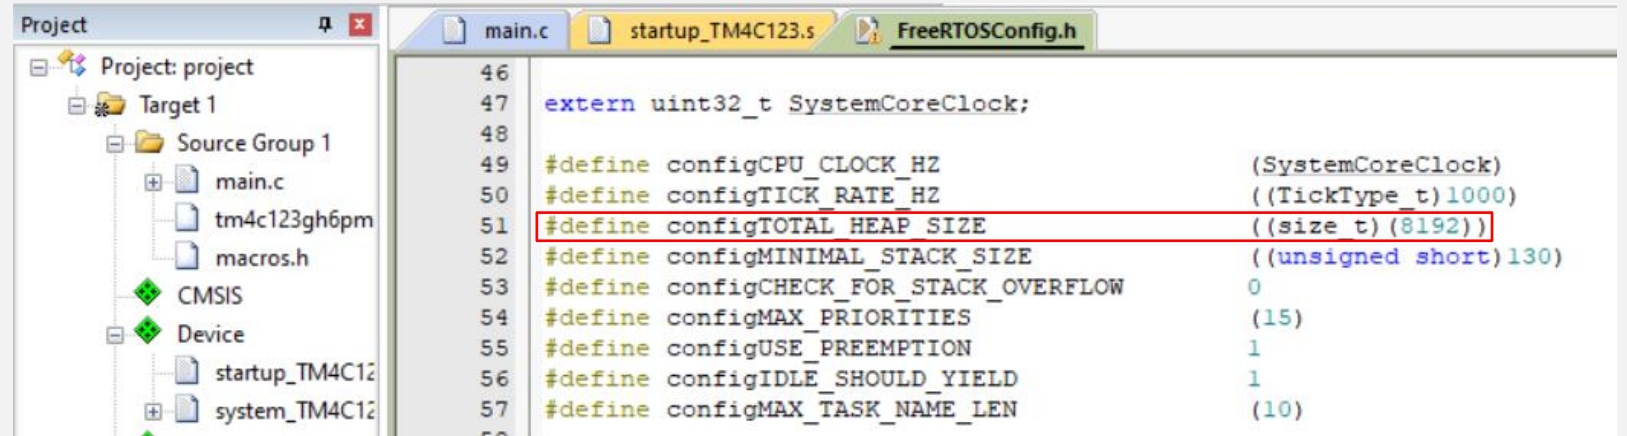 Project
main.c
startup_TM4C123.s
FreeRTOSConfig.h
Project: project
Target 1
Source Group 1
main.c
tm4c123gh6pm
macros.h
CMSIS
Device
startup_TM4C12
system_TM4C12
46
47 extern uint32_t SystemCoreClock;
48
49 #define configCPU_CLOCK_HZ (SystemCoreClock)
50 #define configTICK_RATE_HZ ((TickType_t)1000)
51 #define configTOTAL_HEAP_SIZE ((size_t)(8192))
52 #define configMINIMAL_STACK_SIZE ((unsigned short)130)
53 #define configCHECK_FOR_STACK_OVERFLOW 0
54 #define configMAX_PRIORITIES (15)
55 #define configUSE_PREEMPTION 1
56 #define configIDLE_SHOULD_YIELD 1
57 #define configMAX_TASK_NAME_LEN (10)